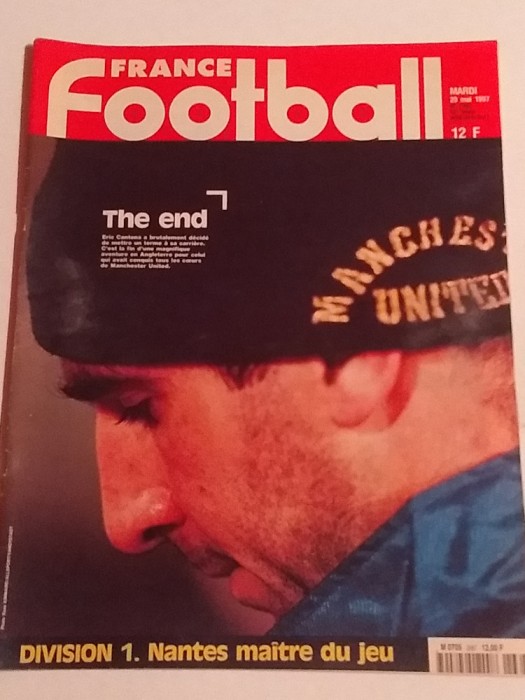 FRANCE
Football
MARDI
20 mai 1997
12 F
The end
Eric Cantona a brutalement décidé
de mettre un terme à sa carrière.
C'est la fin d'une magnifique
aventure en Angleterre pour celui
qui avait conquis tous les cœurs
de Manchester United.
MANCHEST
UNITED
DIVISION 1. Nantes maître du jeu
12,00 F